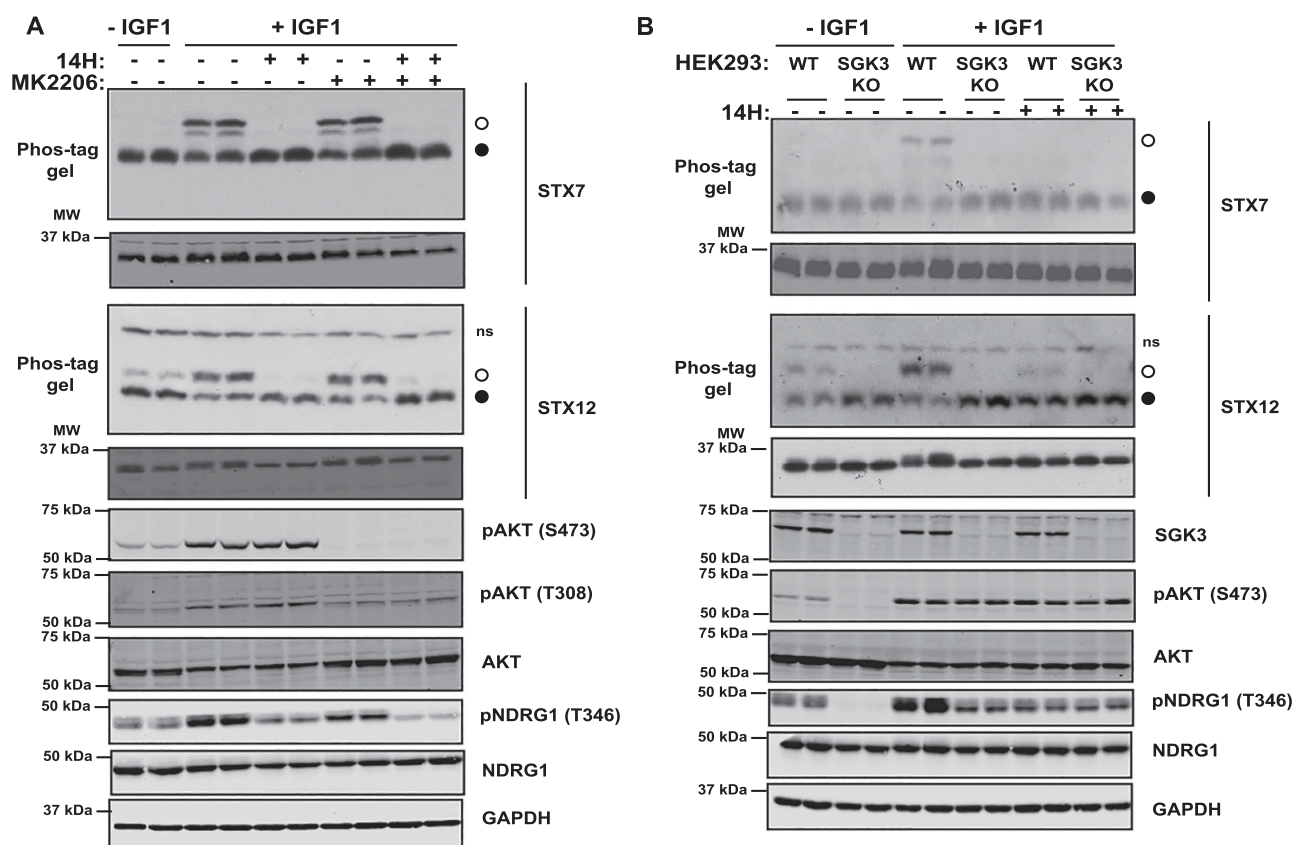 A
- IGF1
+ IGF1
14H: - - - - + + - - + +
MK2206: - - - - - - + + + +
Phos-tag
gel
MW
37 kDa
STX7
Phos-tag
gel
ns
MW
37 kDa
STX12
75 kDa
50 kDa
pAKT (S473)
75 kDa
50 kDa
pAKT (T308)
75 kDa
50 kDa
AKT
50 kDa
pNDRG1 (T346)
50 kDa
NDRG1
37 kDa
GAPDH
B
- IGF1
+ IGF1
HEK293: WT SGK3 WT SGK3 WT SGK3
KO KO KO
14H: - - - - - - - - + + + +
Phos-tag
gel
MW
37 kDa
STX7
Phos-tag
gel
ns
MW
37 kDa
STX12
75 kDa
50 kDa
SGK3
75 kDa
50 kDa
pAKT (S473)
75 kDa
50 kDa
AKT
50 kDa
pNDRG1 (T346)
50 kDa
NDRG1
37 kDa
GAPDH